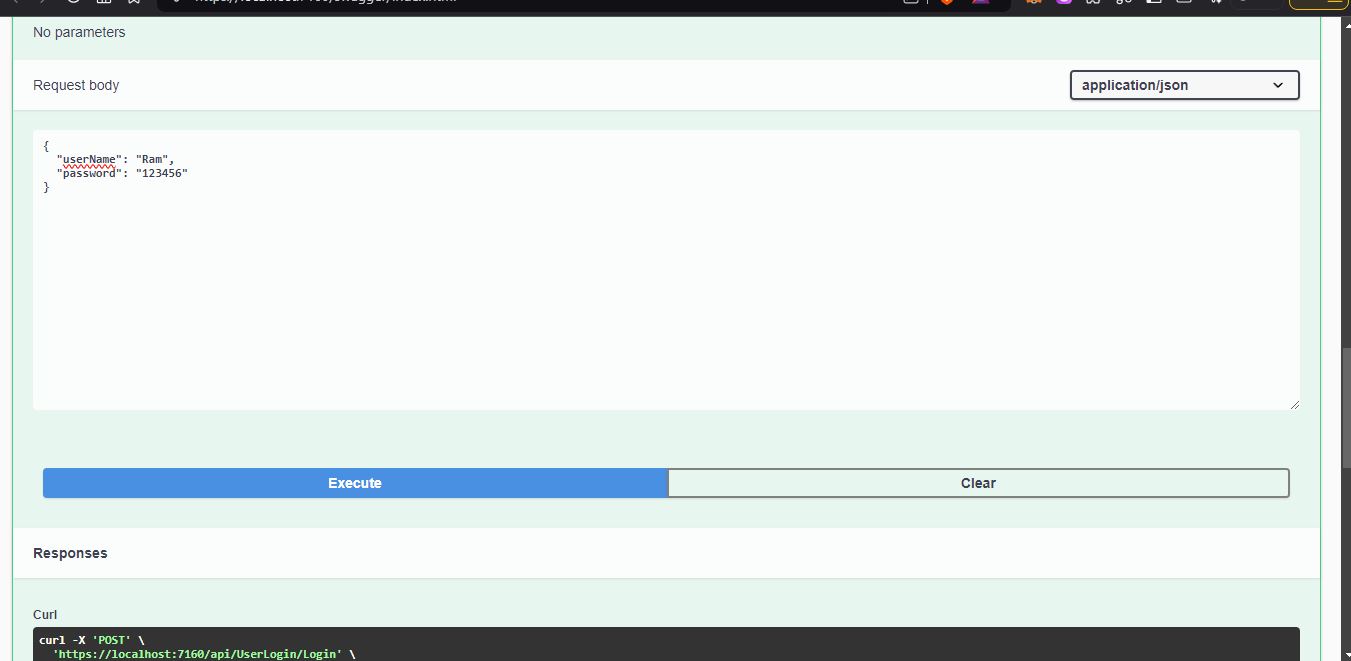 No parameters
Request body
application/json
{
"userName": "Ram",
"password": "123456"
}
Execute
Clear
Responses
Curl
curl -X 'POST' \
'https://localhost:7160/api/UserLogin/Login' \